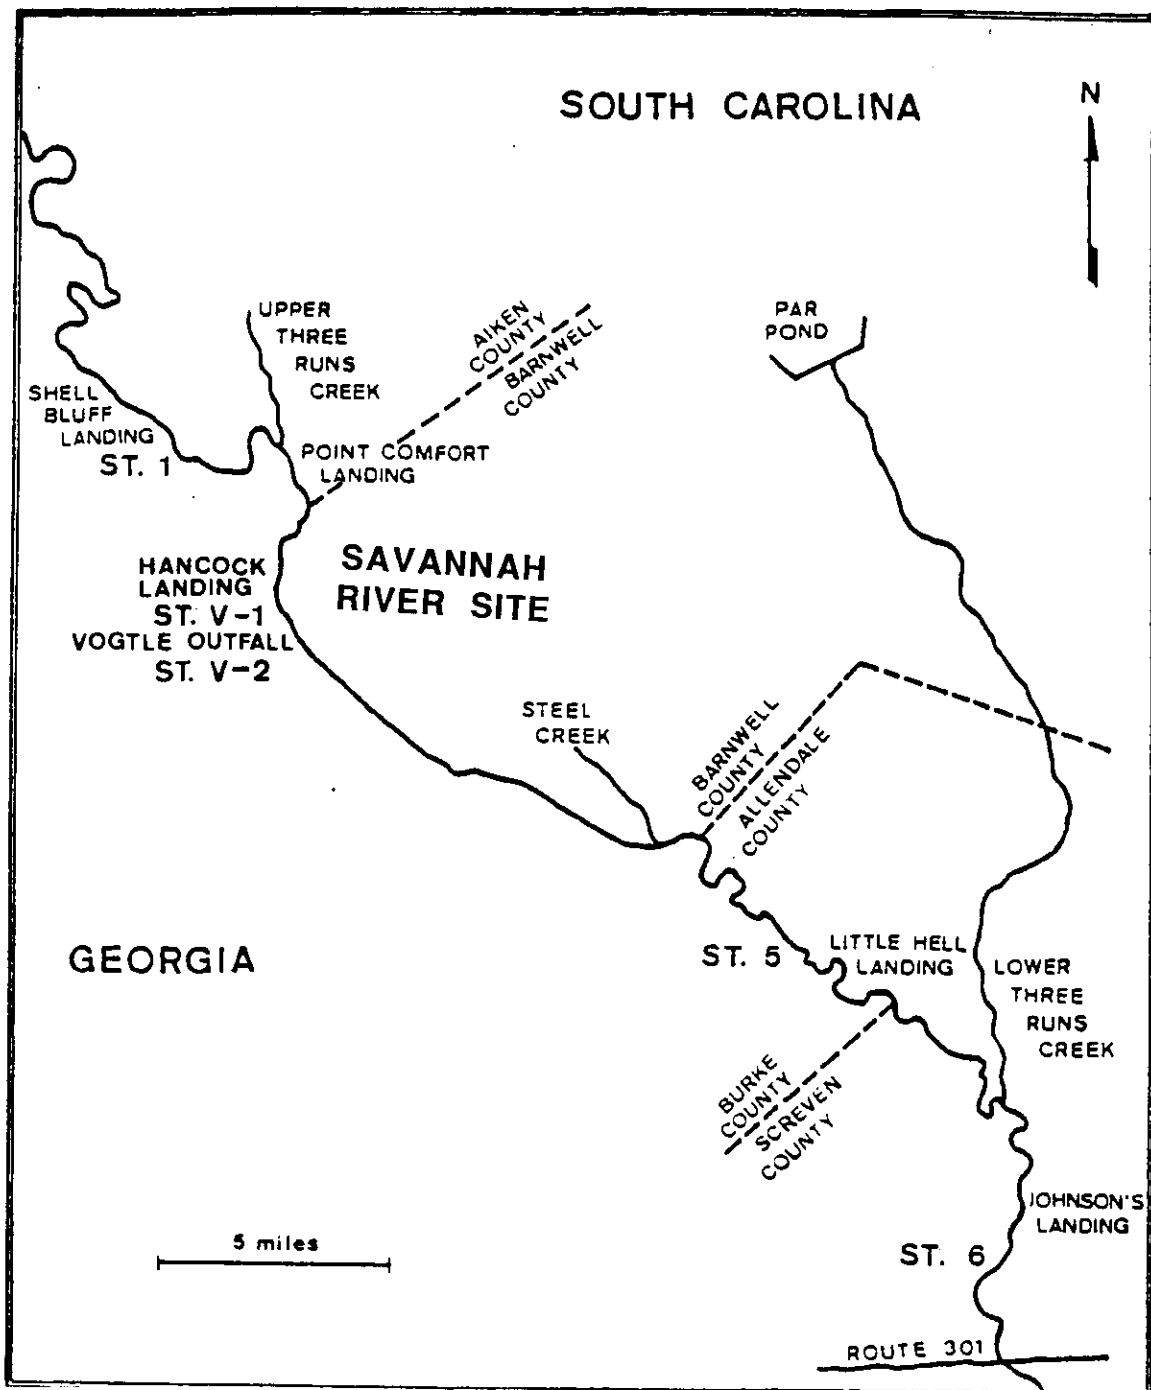 SOUTH CAROLINA
N
UPPER
THREE
RUNS
CREEK
AIKEN
COUNTY
BARNWELL
COUNTY
PAR
POND
SHELL
BLUFF
LANDING
ST. 1
POINT COMFORT
LANDING
HANCOCK
LANDING
ST. V-1
VOGTLE OUTFALL
ST. V-2
SAVANNAH
RIVER SITE
STEEL
CREEK
BARNWELL
COUNTY
ALLENDALE
COUNTY
GEORGIA
ST. 5
LITTLE HELL
LANDING
LOWER
THREE
RUNS
CREEK
BURKE
COUNTY
SCREVEN
COUNTY
JOHNSON'S
LANDING
5 miles
ST. 6
ROUTE 301